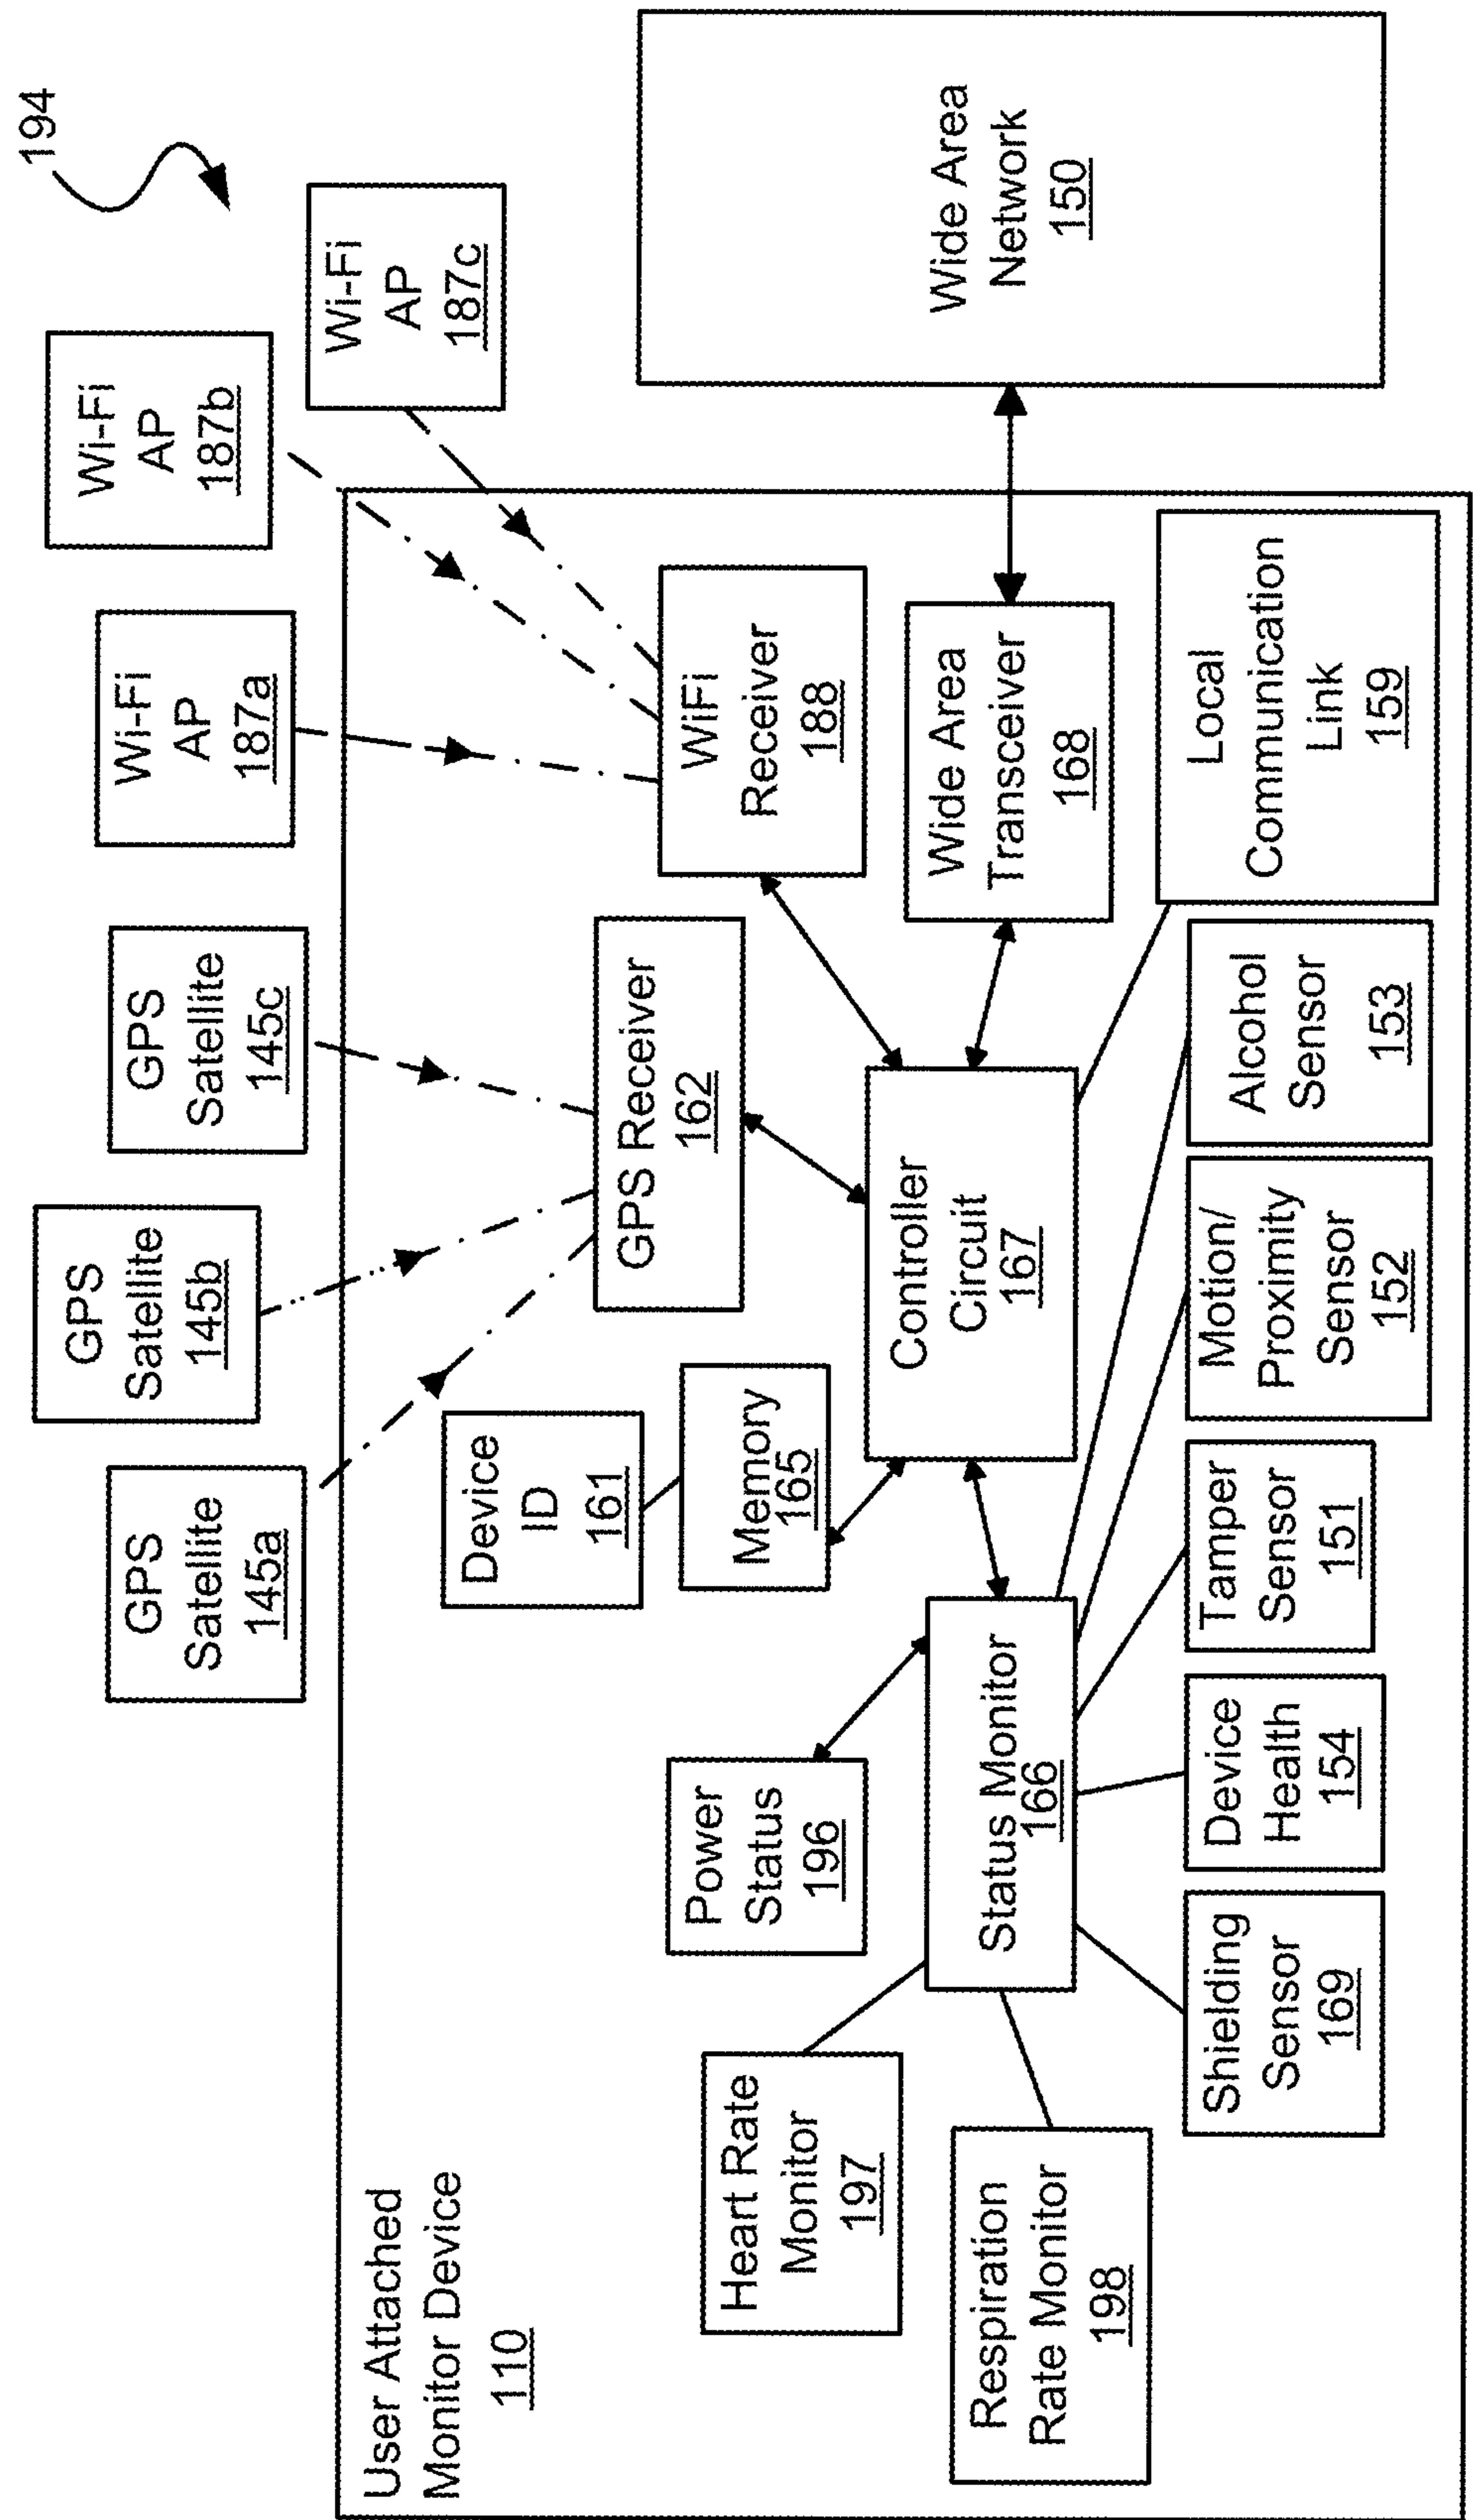 194
GPS
Satellite
145a
GPS
Satellite
145b
GPS
Satellite
145c
Wi-Fi
AP
187a
Wi-Fi
AP
187b
Wi-Fi
AP
187c
User Attached
Monitor Device
110
Device
ID
161
Memory
165
GPS Receiver
162
WiFi
Receiver
188
Wide Area
Network
150
Heart Rate
Monitor
197
Power
Status
196
Controller
Circuit
167
Wide Area
Transceiver
168
Respiration
Rate Monitor
198
Status Monitor
166
Shielding
Sensor
169
Device
Health
154
Tamper
Sensor
151
Motion/
Proximity
Sensor
152
Alcohol
Sensor
153
Local
Communication
Link
159